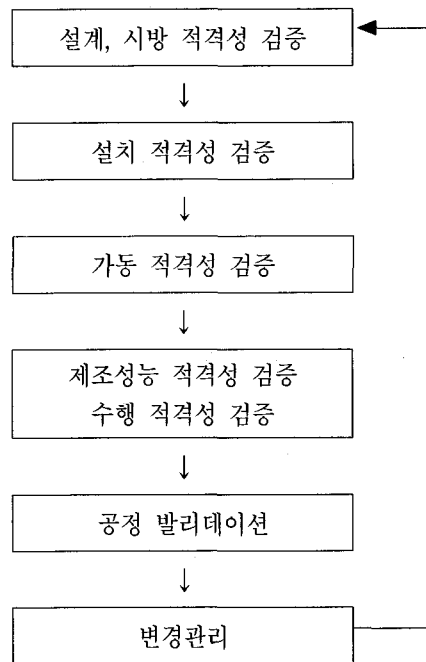 설계, 시방 적격성 검증
↓
설치 적격성 검증
↓
가동 적격성 검증
↓
제조성능 적격성 검증
수행 적격성 검증
↓
공정 발리데이션
↓
변경관리